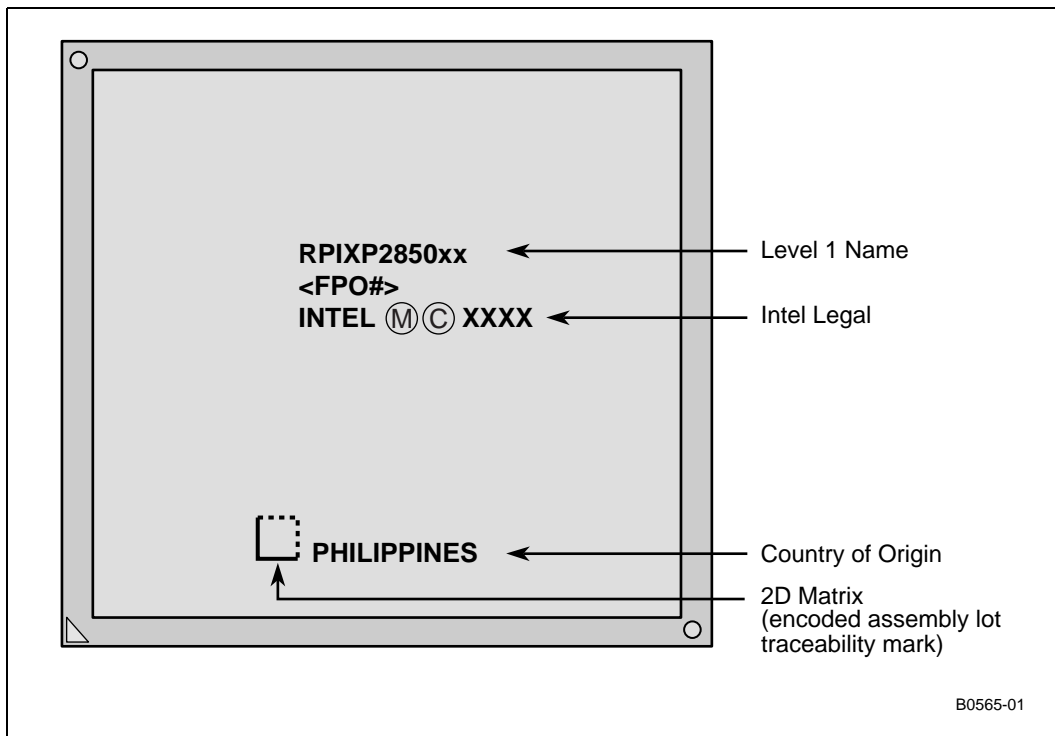 RPIXP2850xx
<FPO#>
INTEL Ⓜ Ⓒ XXXX
PHILIPPINES
Level 1 Name
Intel Legal
Country of Origin
2D Matrix
(encoded assembly lot
traceability mark)
B0565-01